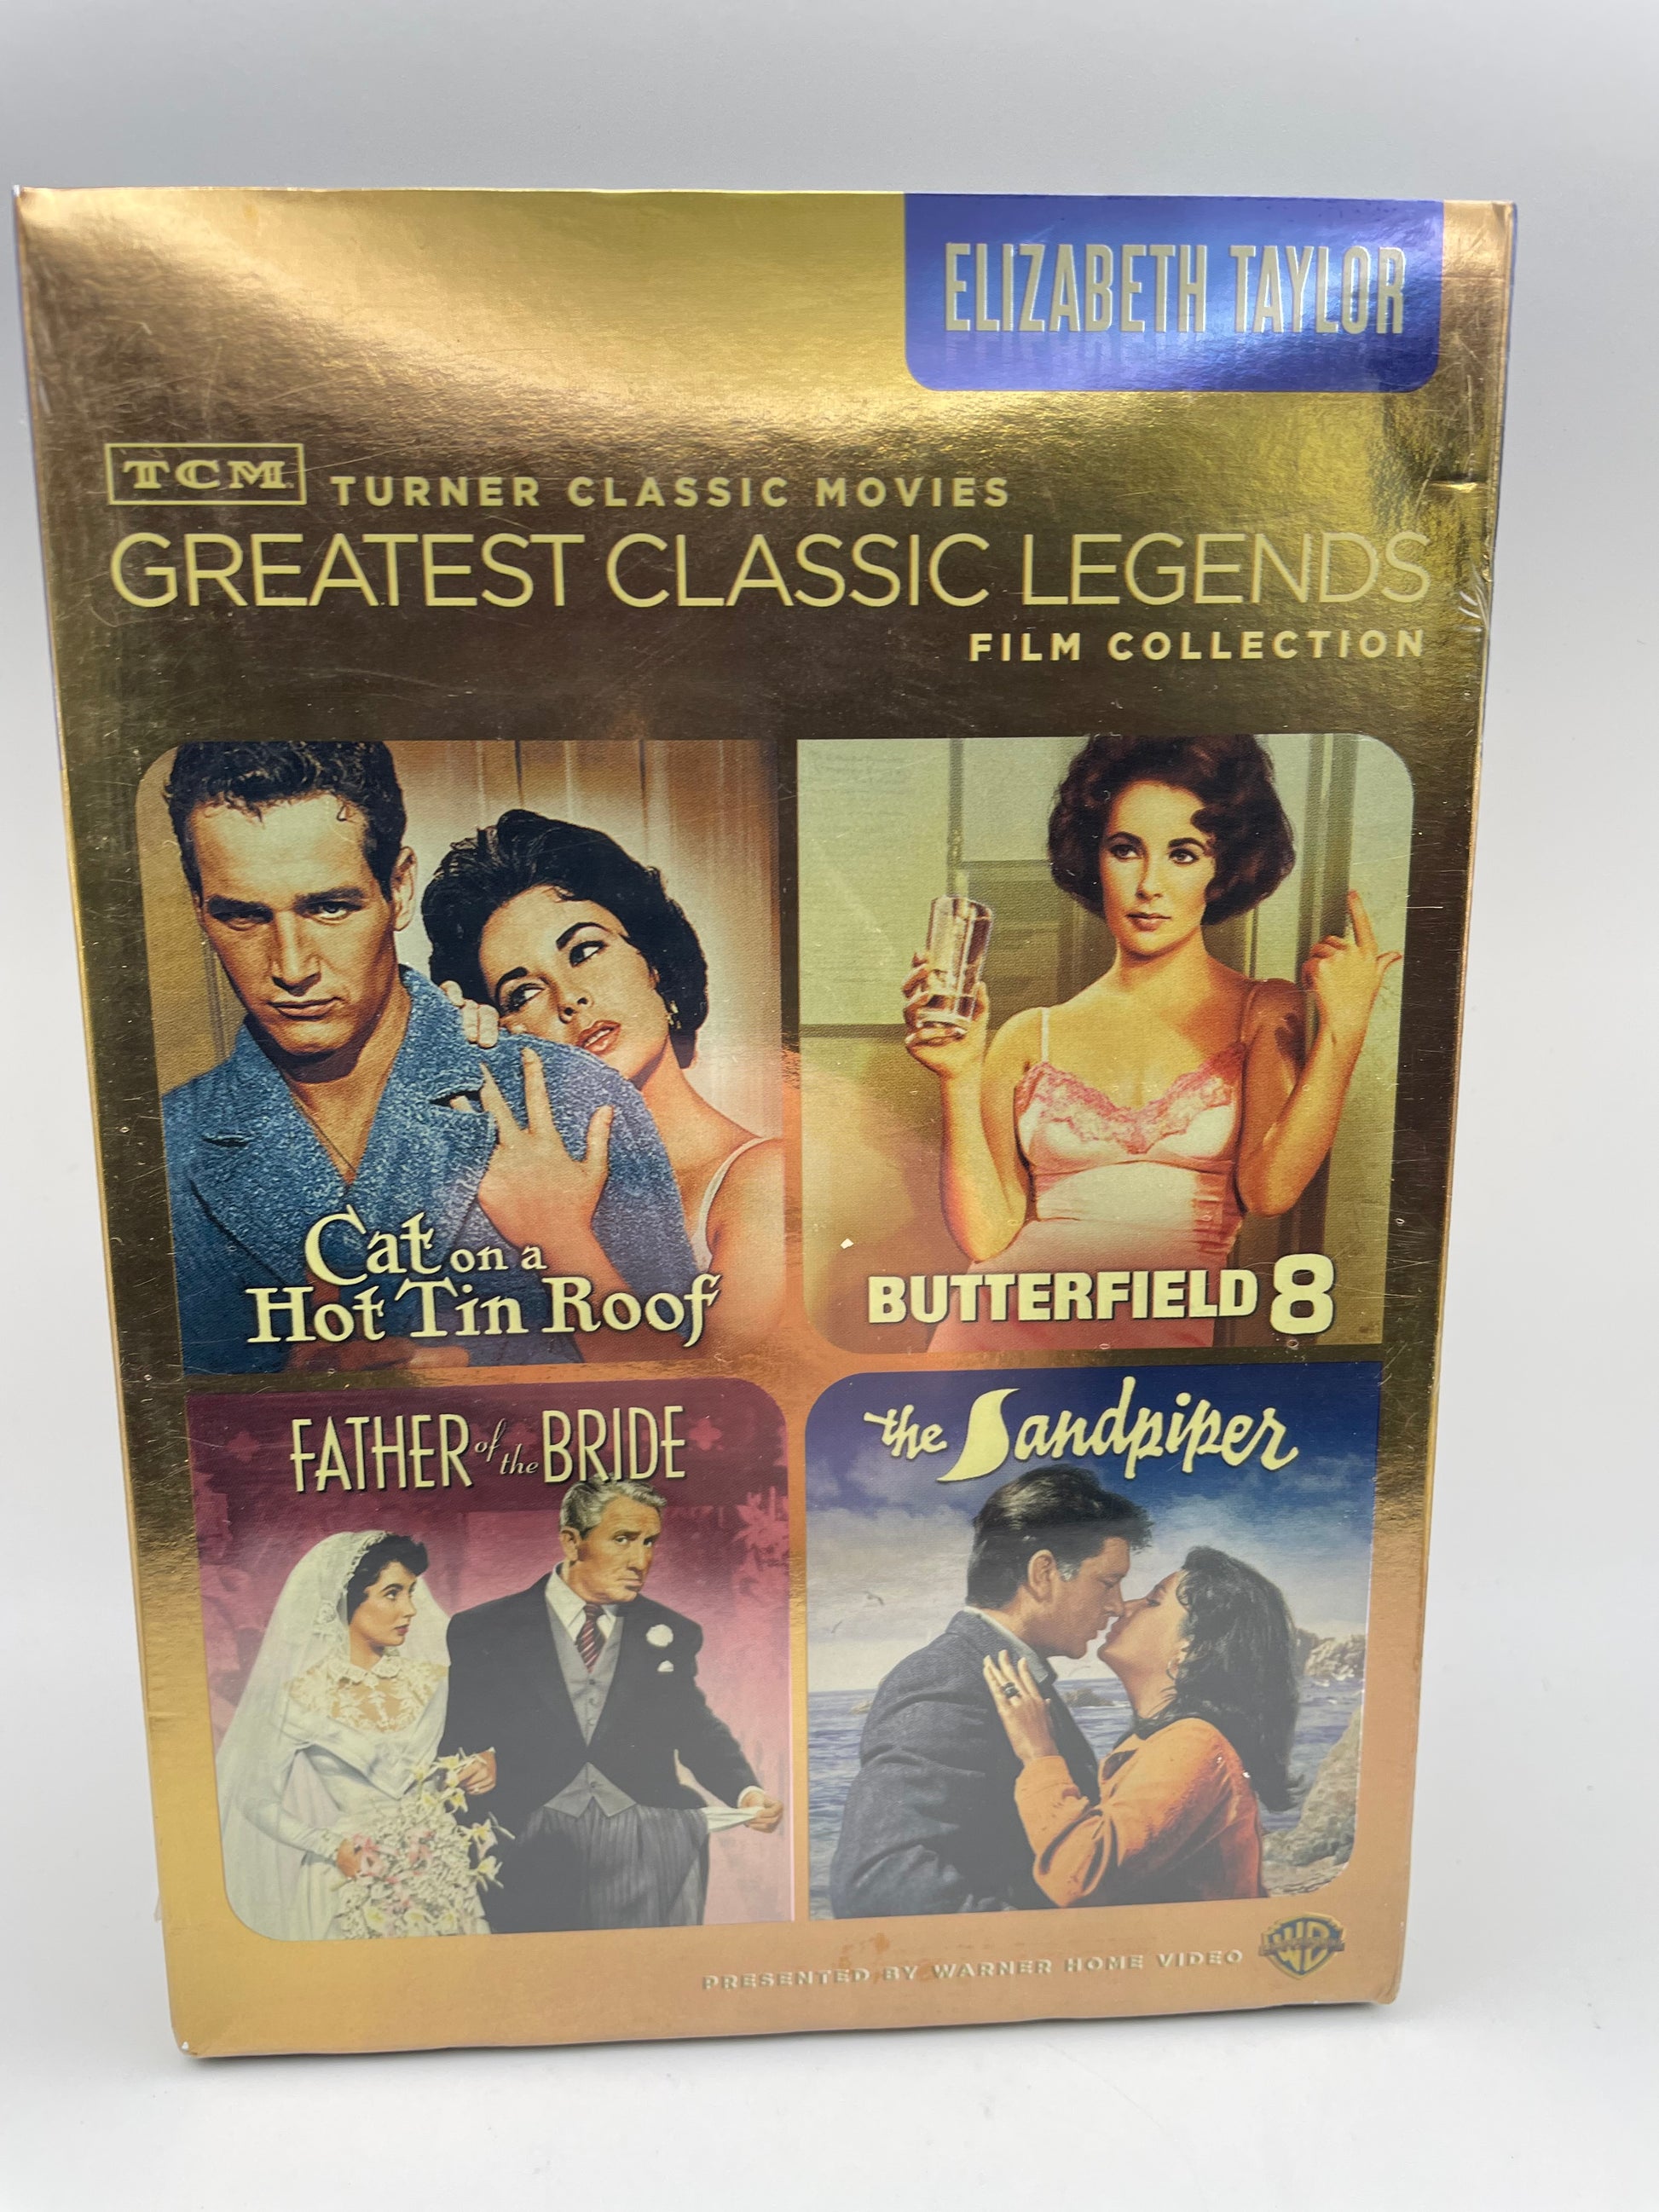 ELIZABETH TAYLOR
TCM TURNER CLASSIC MOVIES
GREATEST CLASSIC LEGENDS
FILM COLLECTION
Cat on a
Hot Tin Roof
BUTTERFIELD 8
FATHER of the BRIDE
the Sandpiper
PRESENTED BY WARNER HOME VIDEO
WB